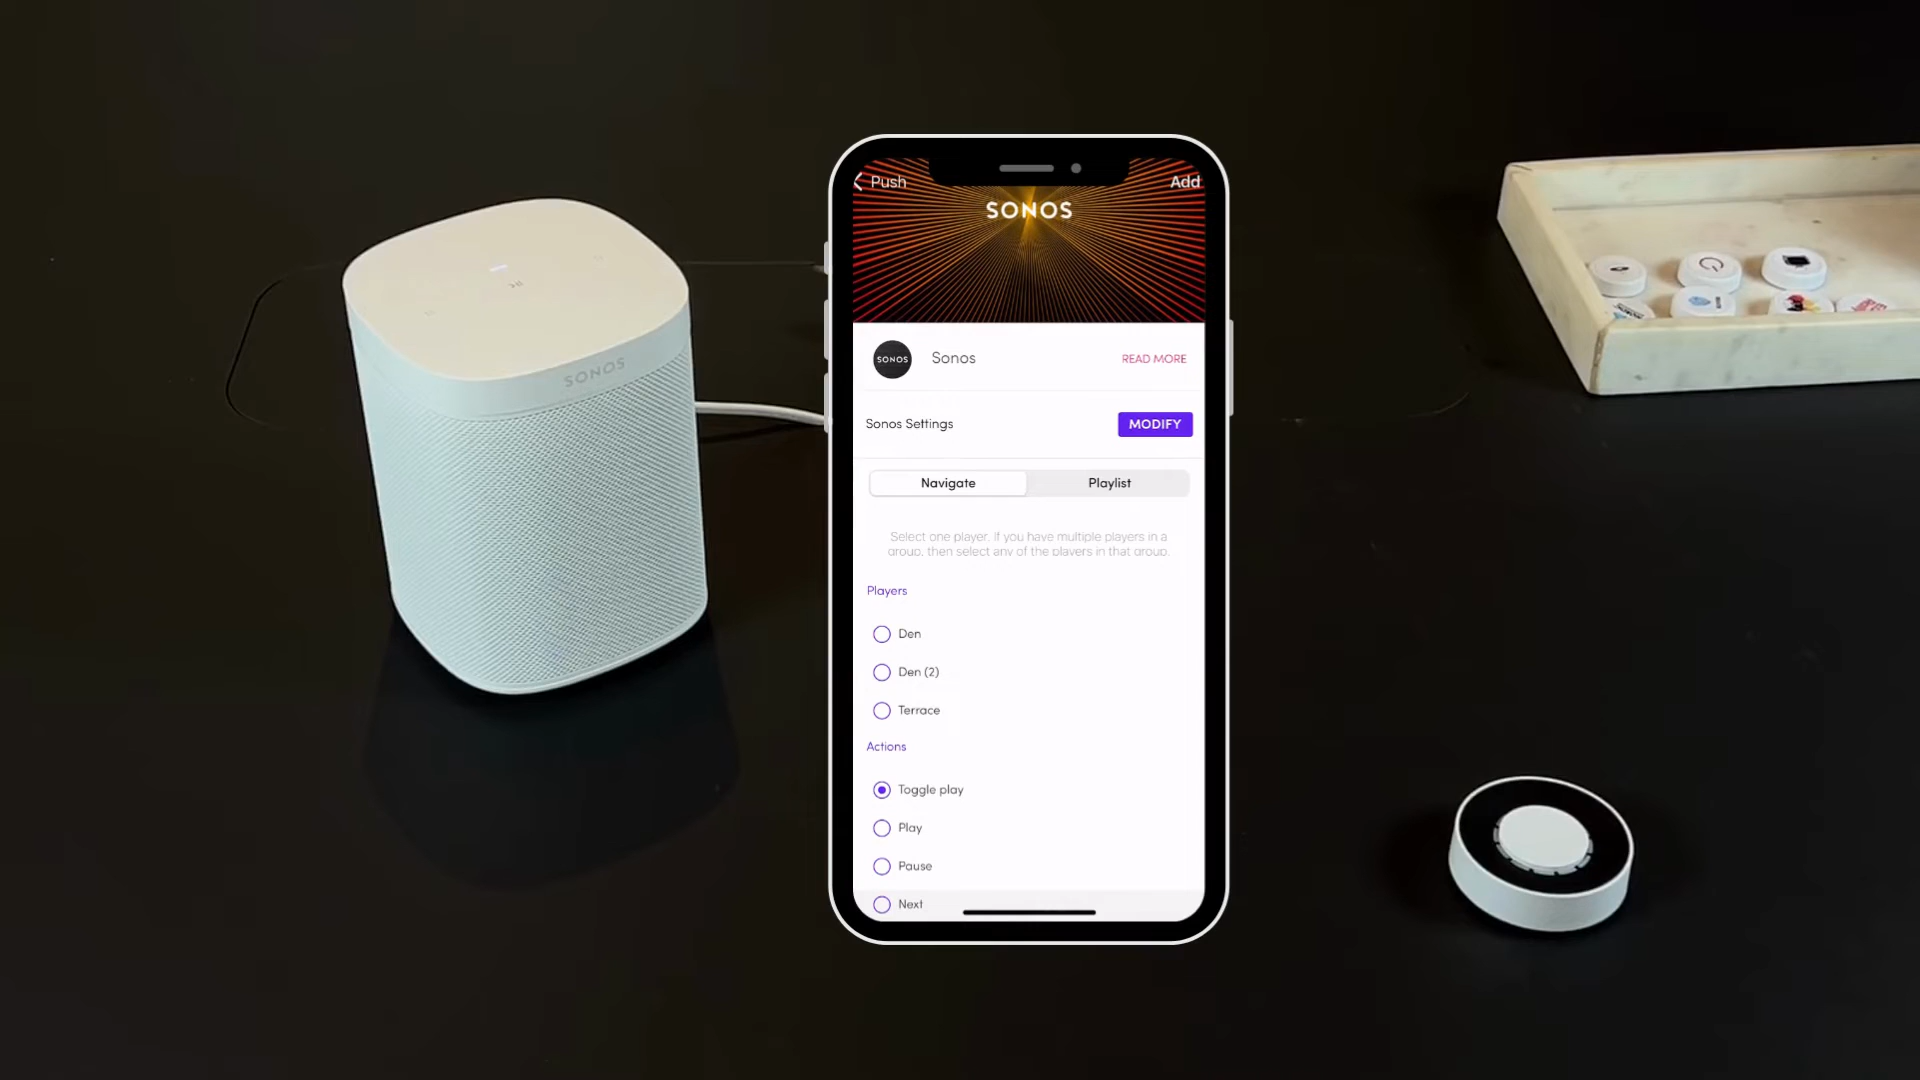 Push
Add
SONOS
SONOS
Sonos
READ MORE
Sonos Settings
MODIFY
Navigate
Playlist
Select one player. if you have multiple players in a
group, then select any of the players in that group.
Players
Den
Den (2)
Terrace
Actions
Toggle play
Play
Pause
Next
SONOS